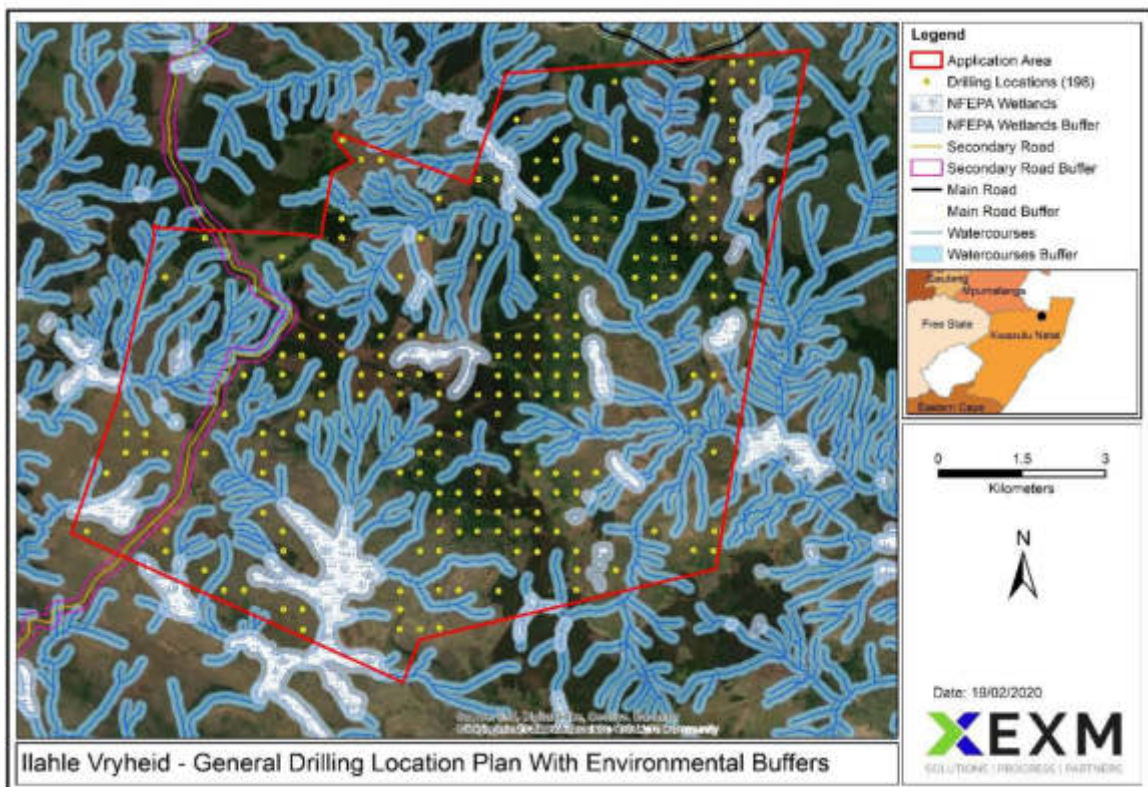 Legend
Application Area
Drilling Locations (198)
NFEPA Wetlands
NFEPA Wetlands Buffer
Secondary Road
Secondary Road Buffer
Main Road
Main Road Buffer
Watercourses
Watercourses Buffer
Gauteng
Mpumalanga
Free State
Kwazulu Natal
Eastern Cape
0 1.5 3
Kilometers
N
Date: 19/02/2020
EXM
SOLUTIONS | PROGRESS | PARTNERS
Community
Ilahle Vryheid - General Drilling Location Plan With Environmental Buffers